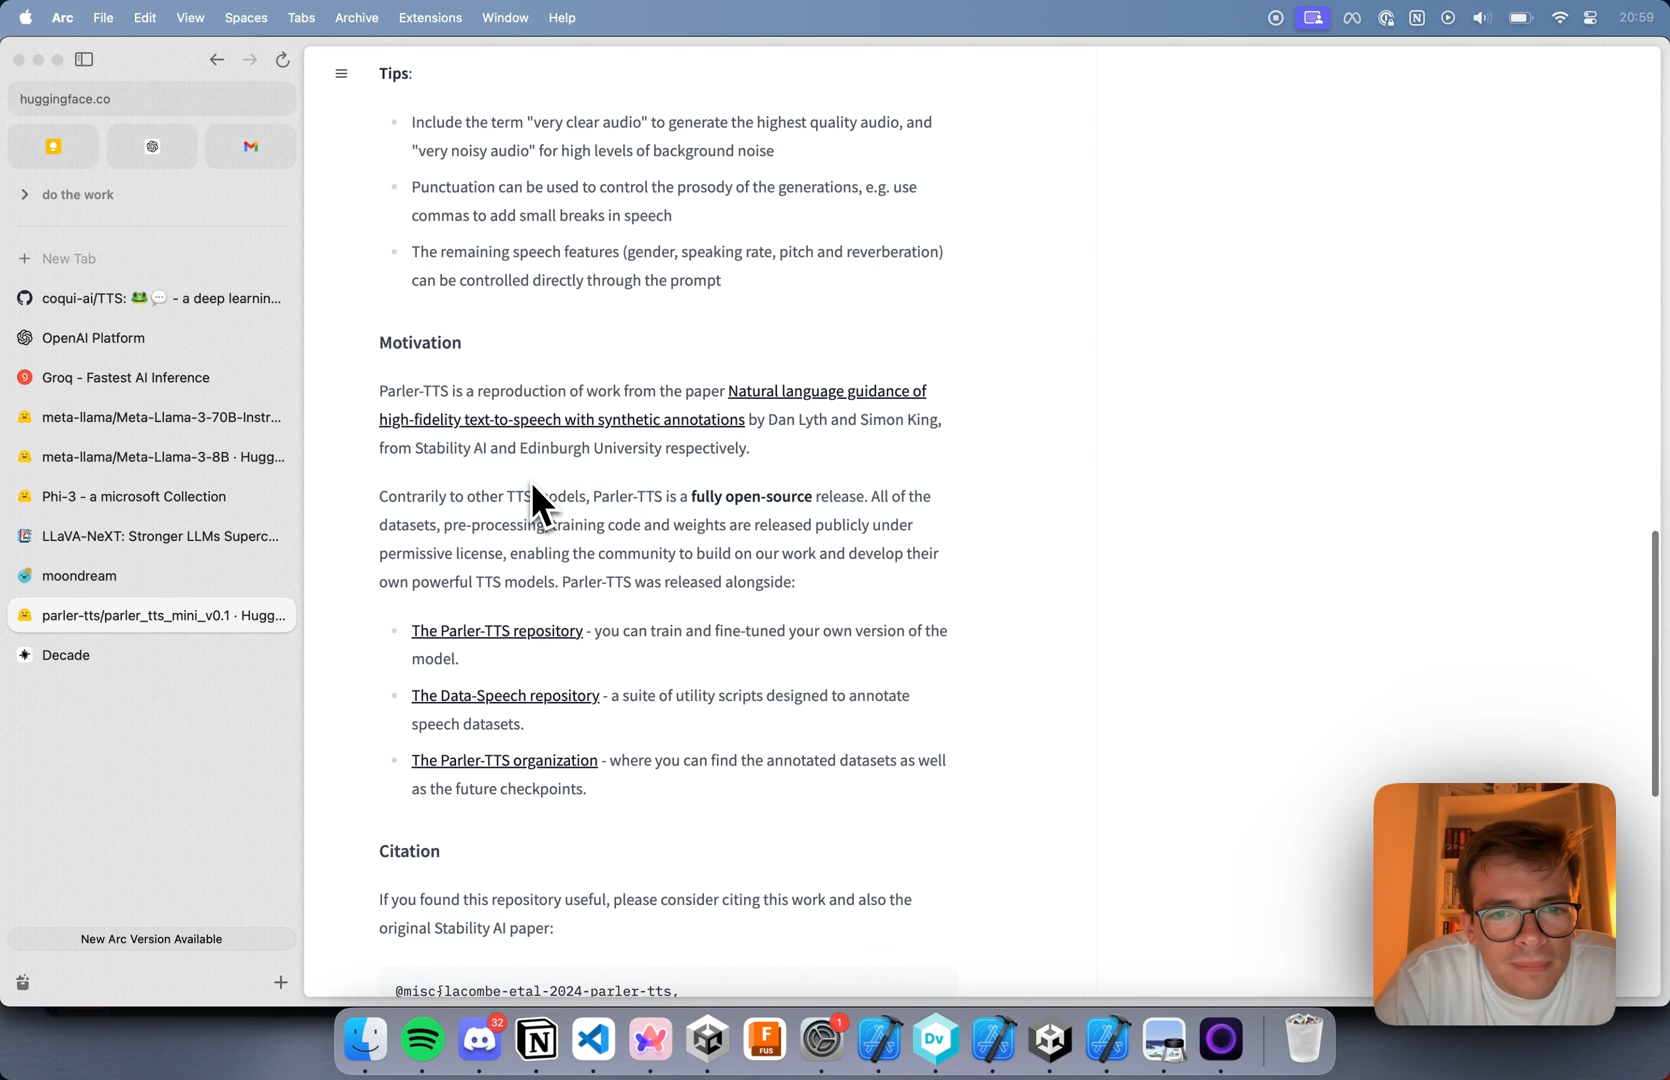 Arc File Edit View Spaces Tabs Archive Extensions Window Help 20:59
huggingface.co
do the work
New Tab
coqui-ai/TTS: 🐸💬 - a deep learnin...
OpenAI Platform
9 Groq - Fastest AI Inference
meta-llama/Meta-Llama-3-70B-Instr...
meta-llama/Meta-Llama-3-8B · Hugg...
Phi-3 - a microsoft Collection
LLaVA-NeXT: Stronger LLMs Superc...
moondream
parler-tts/parler_tts_mini_v0.1 · Hugg...
Decade
New Arc Version Available
Tips:
Include the term "very clear audio" to generate the highest quality audio, and
"very noisy audio" for high levels of background noise
Punctuation can be used to control the prosody of the generations, e.g. use
commas to add small breaks in speech
The remaining speech features (gender, speaking rate, pitch and reverberation)
can be controlled directly through the prompt
Motivation
Parler-TTS is a reproduction of work from the paper Natural language guidance of
high-fidelity text-to-speech with synthetic annotations by Dan Lyth and Simon King,
from Stability AI and Edinburgh University respectively.
Contrarily to other TTS models, Parler-TTS is a fully open-source release. All of the
datasets, pre-processing, training code and weights are released publicly under
permissive license, enabling the community to build on our work and develop their
own powerful TTS models. Parler-TTS was released alongside:
The Parler-TTS repository - you can train and fine-tuned your own version of the
model.
The Data-Speech repository - a suite of utility scripts designed to annotate
speech datasets.
The Parler-TTS organization - where you can find the annotated datasets as well
as the future checkpoints.
Citation
If you found this repository useful, please consider citing this work and also the
original Stability AI paper:
@misc{lacombe-etal-2024-parler-tts,
32
F
FUS
1
Dv